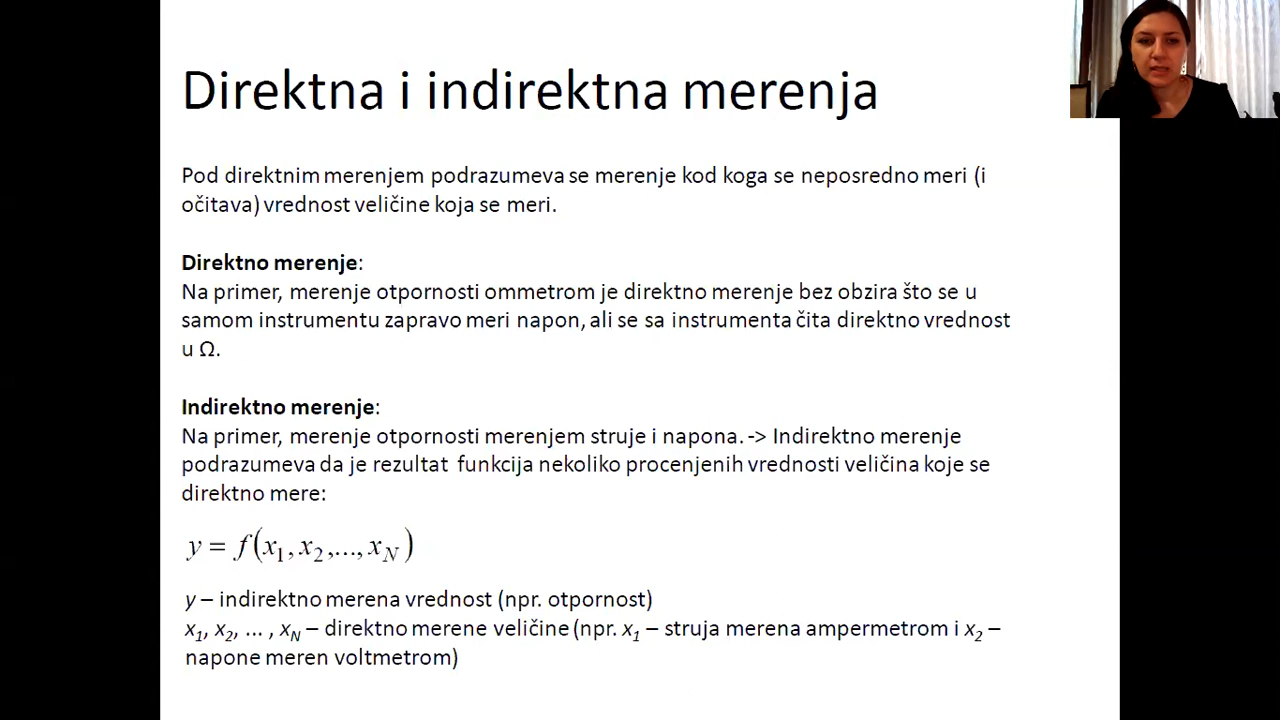 Direktna i indirektna merenja
Pod direktnim merenjem podrazumeva se merenje kod koga se neposredno meri (i
očitava) vrednost veličine koja se meri.
Direktno merenje:
Na primer, merenje otpornosti ommetrom je direktno merenje bez obzira što se u
samom instrumentu zapravo meri napon, ali se sa instrumenta čita direktno vrednost
u Ω.
Indirektno merenje:
Na primer, merenje otpornosti merenjem struje i napona. -> Indirektno merenje
podrazumeva da je rezultat funkcija nekoliko procenjenih vrednosti veličina koje se
direktno mere:
y = f(x₁, x₂,..., x_N)
y – indirektno merena vrednost (npr. otpornost)
x₁, x₂, ... , x_N – direktno merene veličine (npr. x₁ – struja merena ampermetrom i x₂ –
napone meren voltmetrom)